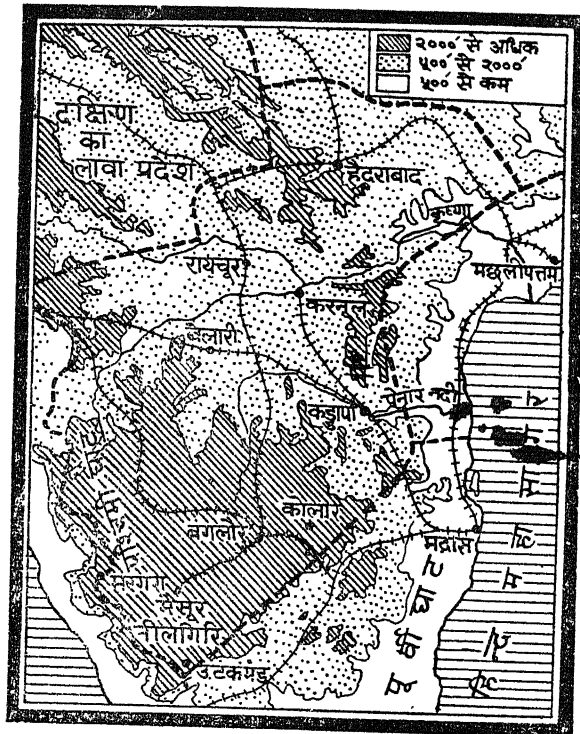 २०००' से अधिक
५००' से २०००'
५०० से कम
दक्षिण
का
लावा प्रदेश
हैदराबाद
कृष्णा
रायचूर
मछलीपत्तम
करनूल
बेलारी
पेनार नदी
कड्डापा
पश्चिमी घाट
कोलार
बंगलोर
मद्रास
मैसूर
नीलगिरि
उटकमंड
पूर्वी घाट